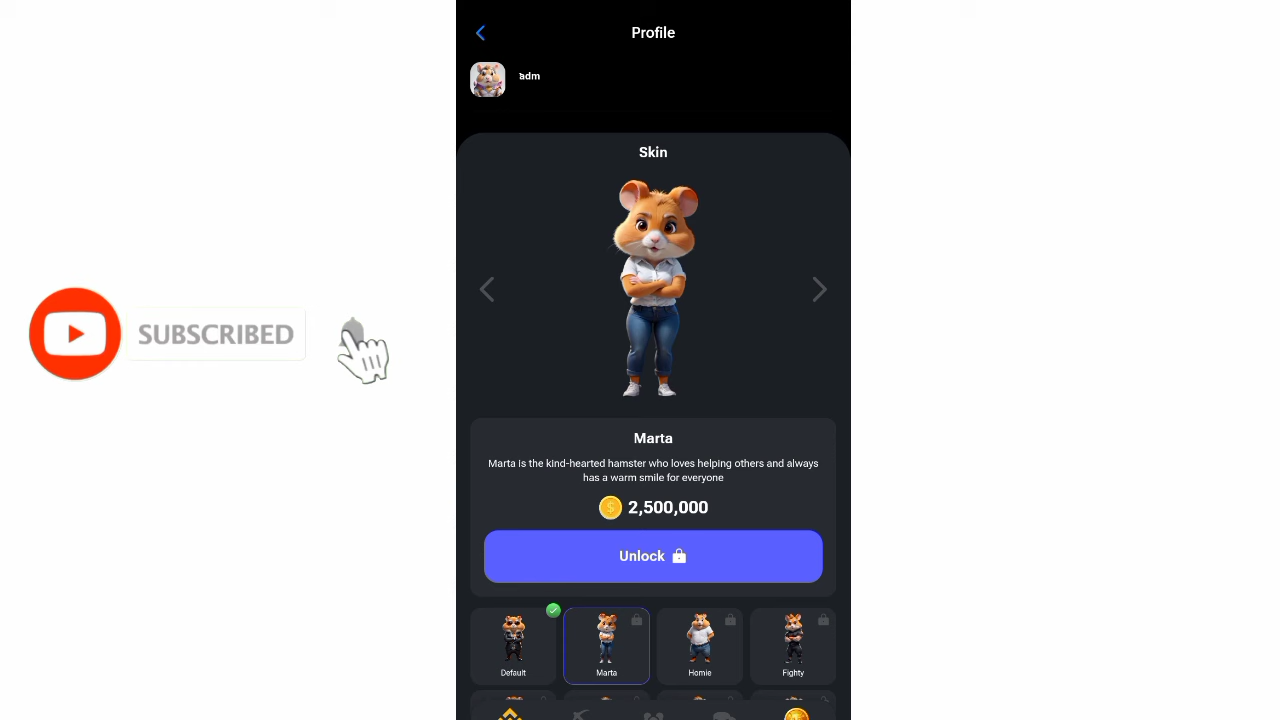 Profile
adm
Skin
SUBSCRIBED
Marta
Marta is the kind-hearted hamster who loves helping others and always
has a warm smile for everyone
2,500,000
Unlock
Default
Marta
Homie
Fighty